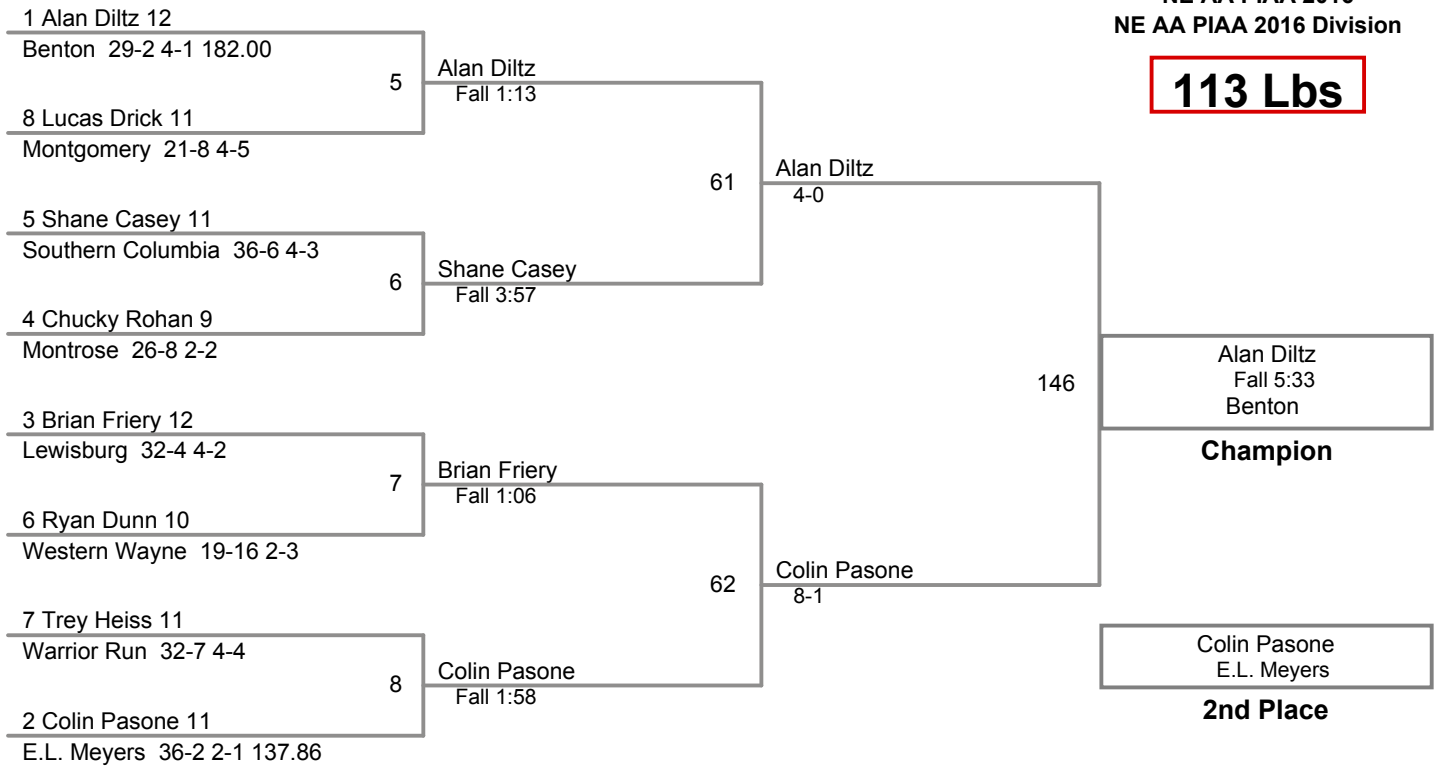 NE AA PIAA 2016
NE AA PIAA 2016 Division
113 Lbs
1 Alan Diltz 12
Benton 29-2 4-1 182.00
5
Alan Diltz
Fall 1:13
8 Lucas Drick 11
Montgomery 21-8 4-5
61
Alan Diltz
4-0
5 Shane Casey 11
Southern Columbia 36-6 4-3
6
Shane Casey
Fall 3:57
4 Chucky Rohan 9
Montrose 26-8 2-2
146
Alan Diltz
Fall 5:33
Benton
Champion
3 Brian Friery 12
Lewisburg 32-4 4-2
7
Brian Friery
Fall 1:06
6 Ryan Dunn 10
Western Wayne 19-16 2-3
62
Colin Pasone
8-1
7 Trey Heiss 11
Warrior Run 32-7 4-4
8
Colin Pasone
Fall 1:58
2 Colin Pasone 11
E.L. Meyers 36-2 2-1 137.86
Colin Pasone
E.L. Meyers
2nd Place